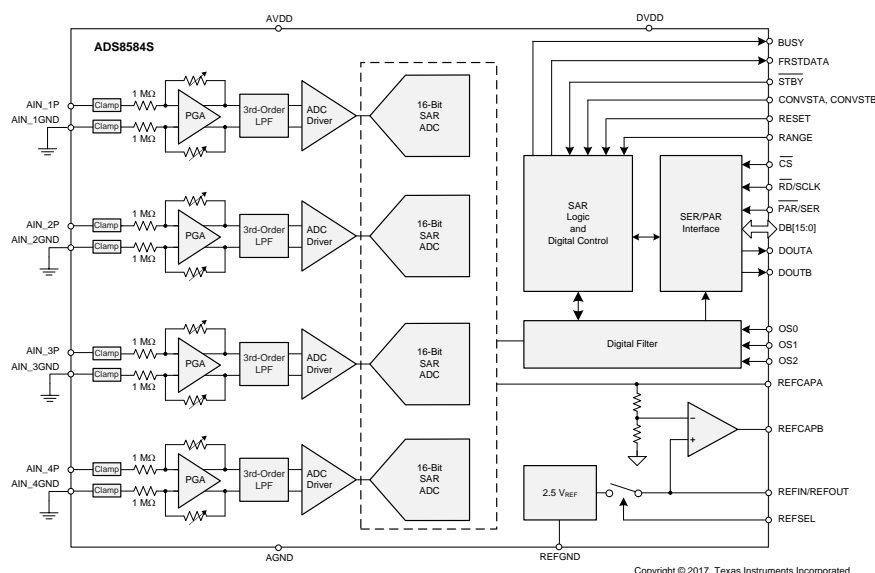 AVDD
DVDD
ADS8584S
AIN_1P
AIN_1GND
Clamp
Clamp
1 MΩ
1 MΩ
PGA
3rd-Order
LPF
ADC
Driver
16-Bit
SAR
ADC
AIN_2P
AIN_2GND
Clamp
Clamp
1 MΩ
1 MΩ
PGA
3rd-Order
LPF
ADC
Driver
16-Bit
SAR
ADC
AIN_3P
AIN_3GND
Clamp
Clamp
1 MΩ
1 MΩ
PGA
3rd-Order
LPF
ADC
Driver
16-Bit
SAR
ADC
AIN_4P
AIN_4GND
Clamp
Clamp
1 MΩ
1 MΩ
PGA
3rd-Order
LPF
ADC
Driver
16-Bit
SAR
ADC
SAR
Logic
and
Digital Control
SER/PAR
Interface
Digital Filter
2.5 VREF
BUSY
FRSTDATA
STBY
CONVSTA, CONVSTB
RESET
RANGE
CS
RD/SCLK
PAR/SER
DB[15:0]
DOUTA
DOUTB
OS0
OS1
OS2
REFCAPA
REFCAPB
REFIN/REFOUT
REFSEL
−
+
AGND
REFGND
Copyright © 2017, Texas Instruments Incorporated